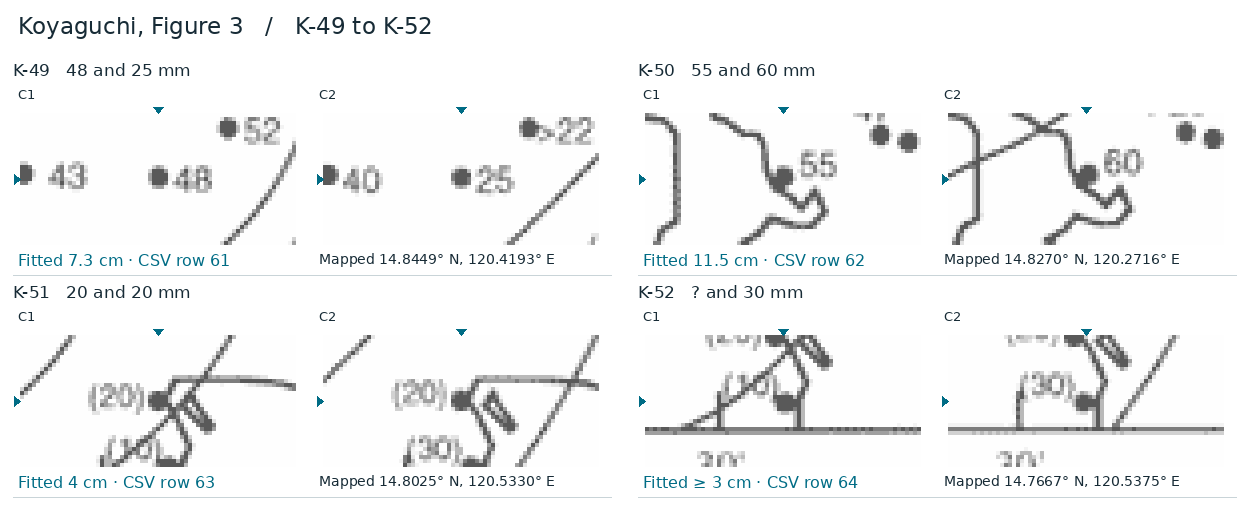 Koyaguchi, Figure 3 / K-49 to K-52
K-49 48 and 25 mm
C1
52
43
48
C2
>22
40
25
Fitted 7.3 cm · CSV row 61
Mapped 14.8449° N, 120.4193° E
K-50 55 and 60 mm
C1
55
C2
60
Fitted 11.5 cm · CSV row 62
Mapped 14.8270° N, 120.2716° E
K-51 20 and 20 mm
C1
(20)
(10)
C2
(20)
(30)
Fitted 4 cm · CSV row 63
Mapped 14.8025° N, 120.5330° E
K-52 ? and 30 mm
C1
(10)
C2
(30)
Fitted ≥ 3 cm · CSV row 64
Mapped 14.7667° N, 120.5375° E